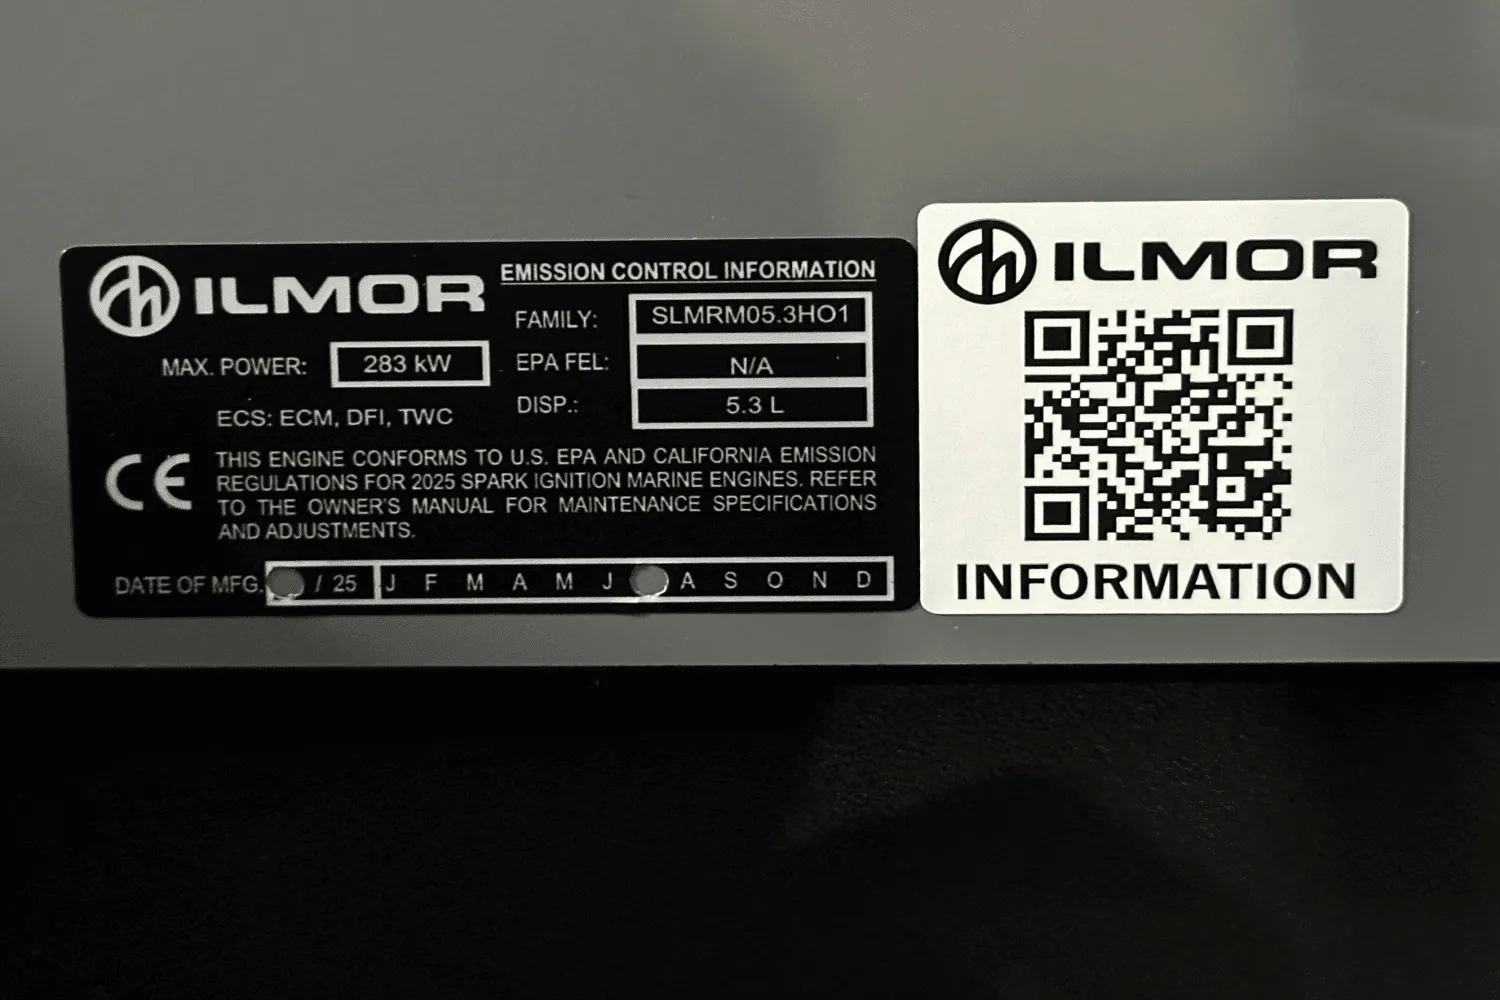 ILMOR
EMISSION CONTROL INFORMATION
FAMILY: SLMRM05.3HO1
MAX. POWER: 283 kW
EPA FEL: N/A
DISP.: 5.3 L
ECS: ECM, DFI, TWC
CE
THIS ENGINE CONFORMS TO U.S. EPA AND CALIFORNIA EMISSION
REGULATIONS FOR 2025 SPARK IGNITION MARINE ENGINES. REFER
TO THE OWNER'S MANUAL FOR MAINTENANCE SPECIFICATIONS
AND ADJUSTMENTS.
DATE OF MFG. / 25 J F M A M J A S O N D
ILMOR
INFORMATION